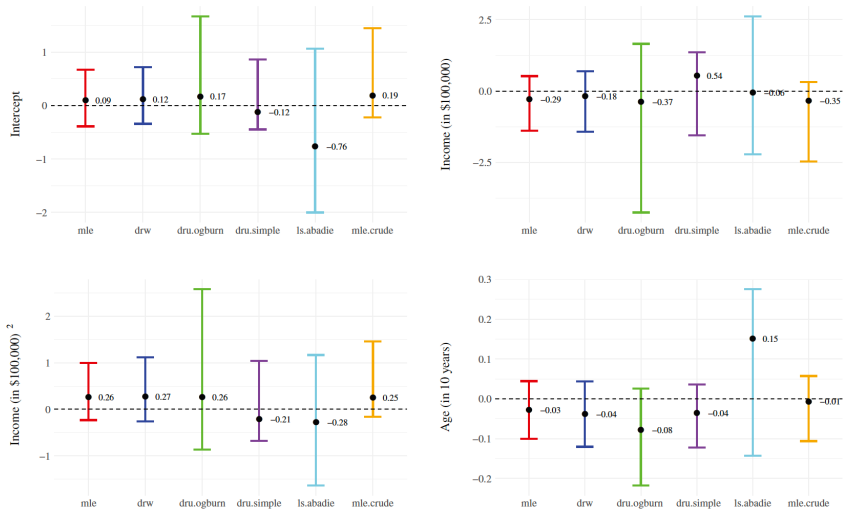 Intercept
1
0
−1
−2
0.09
0.12
0.17
−0.12
−0.76
0.19
mle
drw
dru.ogburn
dru.simple
ls.abadie
mle.crude
Income (in $100,000)
2.5
0.0
−2.5
−0.29
−0.18
−0.37
0.54
−0.06
−0.35
mle
drw
dru.ogburn
dru.simple
ls.abadie
mle.crude
Income (in $100,000) 2
2
1
0
−1
0.26
0.27
0.26
−0.21
−0.28
0.25
mle
drw
dru.ogburn
dru.simple
ls.abadie
mle.crude
Age (in 10 years)
0.3
0.2
0.1
0.0
−0.1
−0.2
−0.03
−0.04
−0.08
−0.04
0.15
−0.01
mle
drw
dru.ogburn
dru.simple
ls.abadie
mle.crude